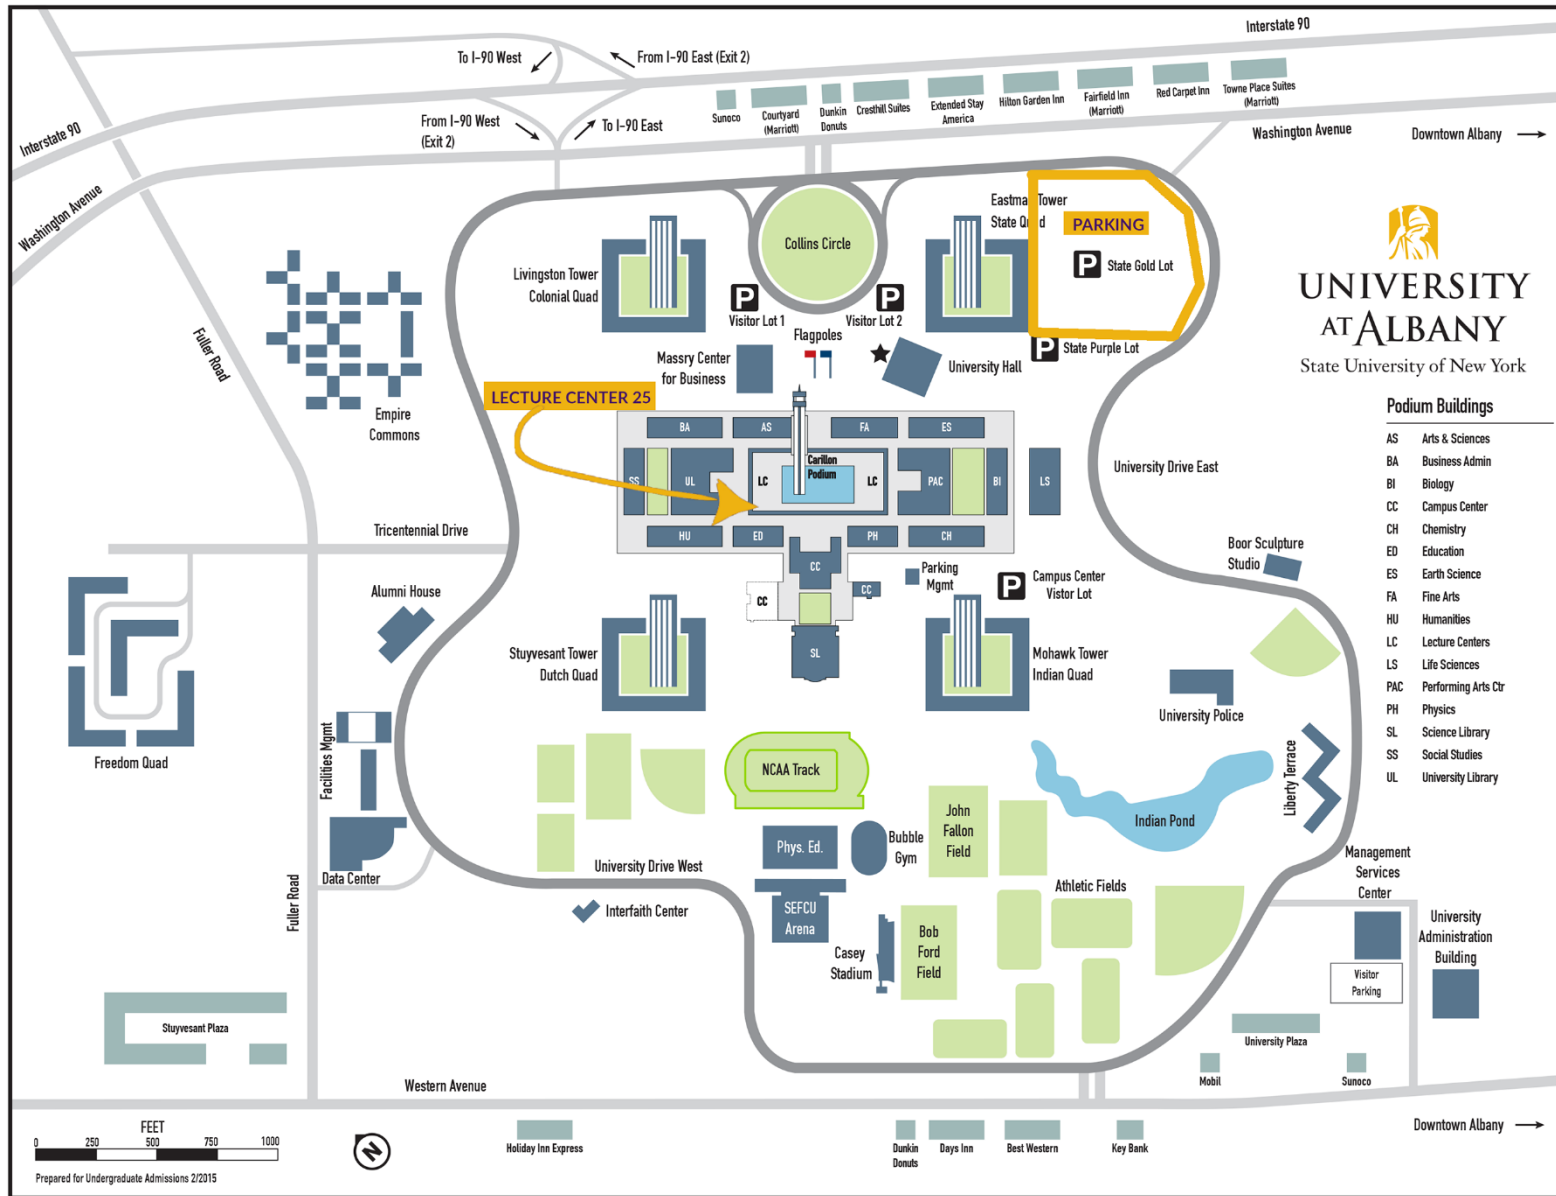 Interstate 90
To I-90 West
From I-90 East (Exit 2)
From I-90 West
(Exit 2)
To I-90 East
Interstate 90
Washington Avenue
Sunoco
Courtyard
(Marriott)
Dunkin
Donuts
Cresthill Suites
Extended Stay
America
Hilton Garden Inn
Fairfield Inn
(Marriott)
Red Carpet Inn
Towne Place Suites
(Marriott)
Washington Avenue
Downtown Albany
Collins Circle
Livingston Tower
Colonial Quad
Eastman Tower
State Quad
PARKING
P
State Gold Lot
P
Visitor Lot 1
P
Visitor Lot 2
P
State Purple Lot
Flagpoles
Massry Center
for Business
University Hall
Empire
Commons
Fuller Road
LECTURE CENTER 25
BA
AS
FA
ES
Carillon
Podium
SS
UL
LC
LC
PAC
BI
LS
HU
ED
PH
CH
CC
CC
CC
SL
University Drive East
Tricentennial Drive
Alumni House
Parking
Mgmt
P
Campus Center
Vistor Lot
Boor Sculpture
Studio
Stuyvesant Tower
Dutch Quad
Mohawk Tower
Indian Quad
University Police
Freedom Quad
Facilities Mgmt
Data Center
NCAA Track
Indian Pond
Liberty Terrace
Phys. Ed.
Bubble
Gym
John
Fallon
Field
University Drive West
Interfaith Center
SEFCU
Arena
Casey
Stadium
Bob
Ford
Field
Athletic Fields
Management
Services
Center
University
Administration
Building
Visitor
Parking
Fuller Road
Stuyvesant Plaza
University Plaza
Mobil
Sunoco
Western Avenue
Holiday Inn Express
Dunkin
Donuts
Days Inn
Best Western
Key Bank
Downtown Albany
FEET
0 250 500 750 1000
N
Prepared for Undergraduate Admissions 2/2015
UNIVERSITY
AT ALBANY
State University of New York
Podium Buildings
AS Arts & Sciences
BA Business Admin
BI Biology
CC Campus Center
CH Chemistry
ED Education
ES Earth Science
FA Fine Arts
HU Humanities
LC Lecture Centers
LS Life Sciences
PAC Performing Arts Ctr
PH Physics
SL Science Library
SS Social Studies
UL University Library